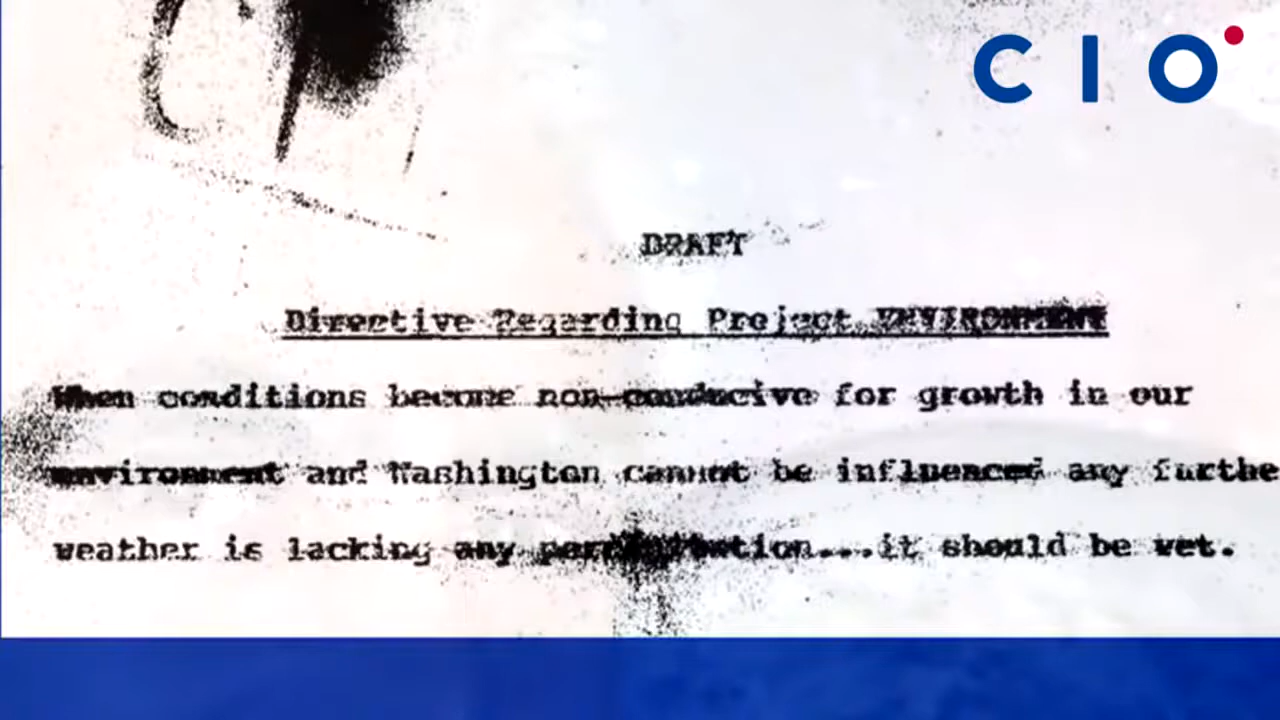 CIO
DRAFT
Directive Regarding Project ENVIRONMENT
When conditions become non-conducive for growth in our
environment and Washington cannot be influenced any furthe
weather is lacking any ...it should be wet.